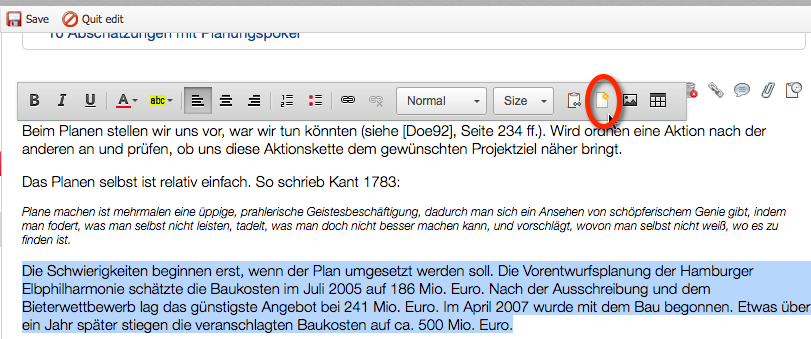 Save Quit edit
10 Abschätzungen mit Planungspoker
B I U A abc Normal Size
Beim Planen stellen wir uns vor, war wir tun könnten (siehe [Doe92], Seite 234 ff.). Wird ordnen eine Aktion nach der
anderen an und prüfen, ob uns diese Aktionskette dem gewünschten Projektziel näher bringt.
Das Planen selbst ist relativ einfach. So schrieb Kant 1783:
Plane machen ist mehrmalen eine üppige, prahlerische Geistesbeschäftigung, dadurch man sich ein Ansehen von schöpferischem Genie gibt, indem
man fodert, was man selbst nicht leisten, tadelt, was man doch nicht besser machen kann, und vorschlägt, wovon man selbst nicht weiß, wo es zu
finden ist.
Die Schwierigkeiten beginnen erst, wenn der Plan umgesetzt werden soll. Die Vorentwurfsplanung der Hamburger
Elbphilharmonie schätzte die Baukosten im Juli 2005 auf 186 Mio. Euro. Nach der Ausschreibung und dem
Bieterwettbewerb lag das günstigste Angebot bei 241 Mio. Euro. Im April 2007 wurde mit dem Bau begonnen. Etwas über
ein Jahr später stiegen die veranschlagten Baukosten auf ca. 500 Mio. Euro.